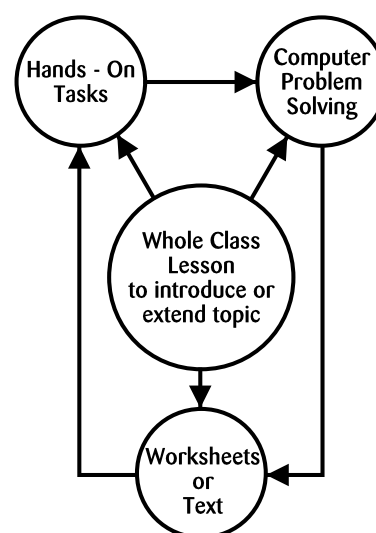 Hands - On
Tasks
Computer
Problem
Solving
Whole Class
Lesson
to introduce or
extend topic
Worksheets
or
Text